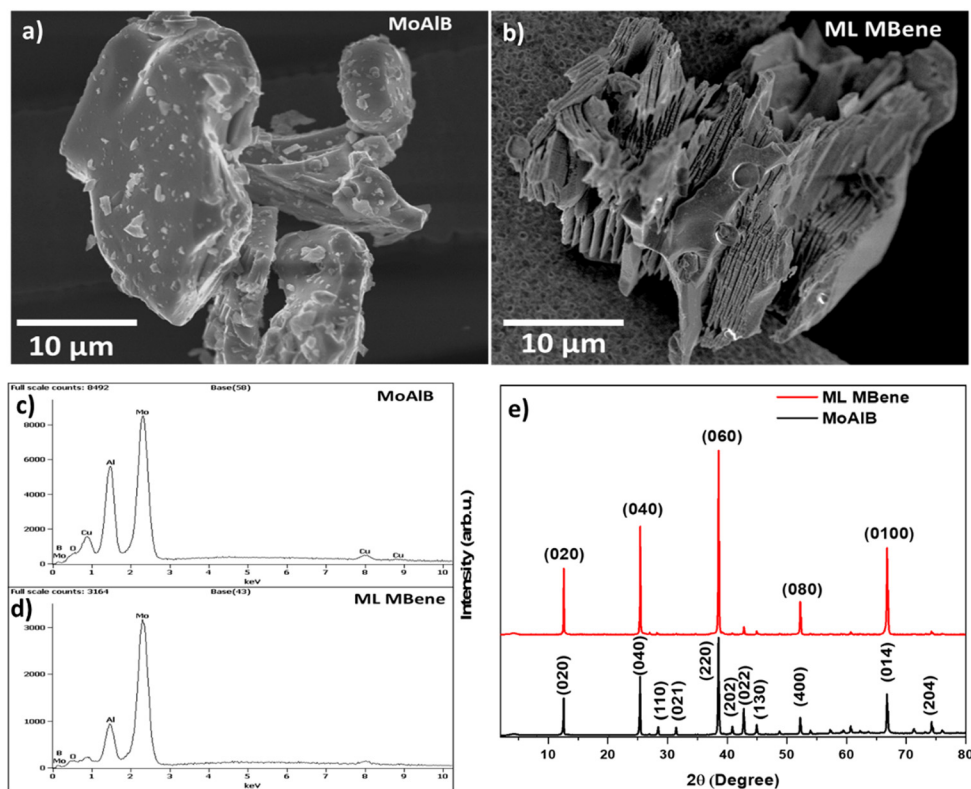 a)
MoAlB
10 µm
b)
ML MBene
10 µm
Full scale counts: 8492
Base(58)
c)
MoAlB
8000
6000
4000
2000
0
B
Mo
O
Cu
Al
Mo
Cu
Cu
0 1 2 3 4 5 6 7 8 9 10
keV
Full scale counts: 3164
Base(43)
d)
ML MBene
3000
2000
1000
0
B
Mo
O
Al
Mo
0 1 2 3 4 5 6 7 8 9 10
keV
e)
ML MBene
MoAlB
Intensity (arb.u.)
(020)
(040)
(060)
(080)
(0100)
(020)
(040)
(110)
(021)
(220)
(202)
(022)
(130)
(400)
(014)
(204)
10 20 30 40 50 60 70 80
2θ (Degree)